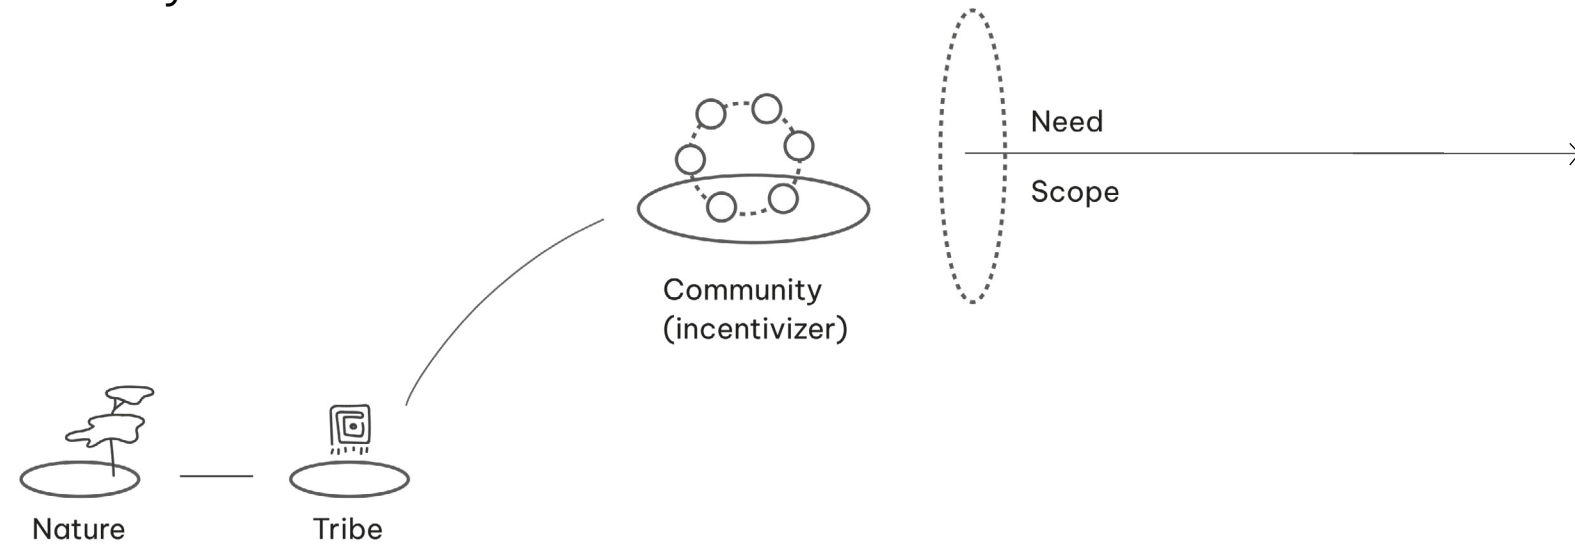 Need
Scope
Community
(incentivizer)
Nature
Tribe